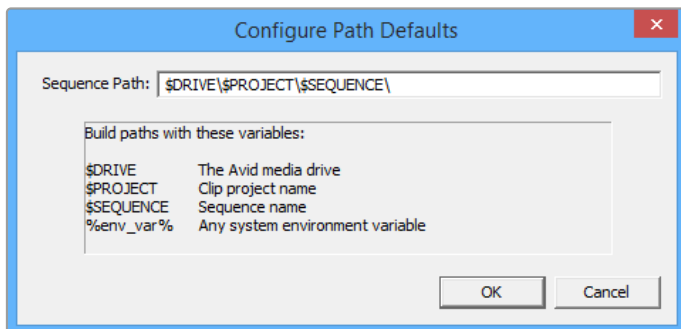 Configure Path Defaults
Sequence Path: $DRIVE\$PROJECT\$SEQUENCE\
Build paths with these variables:
$DRIVE The Avid media drive
$PROJECT Clip project name
$SEQUENCE Sequence name
%env_var% Any system environment variable
OK Cancel